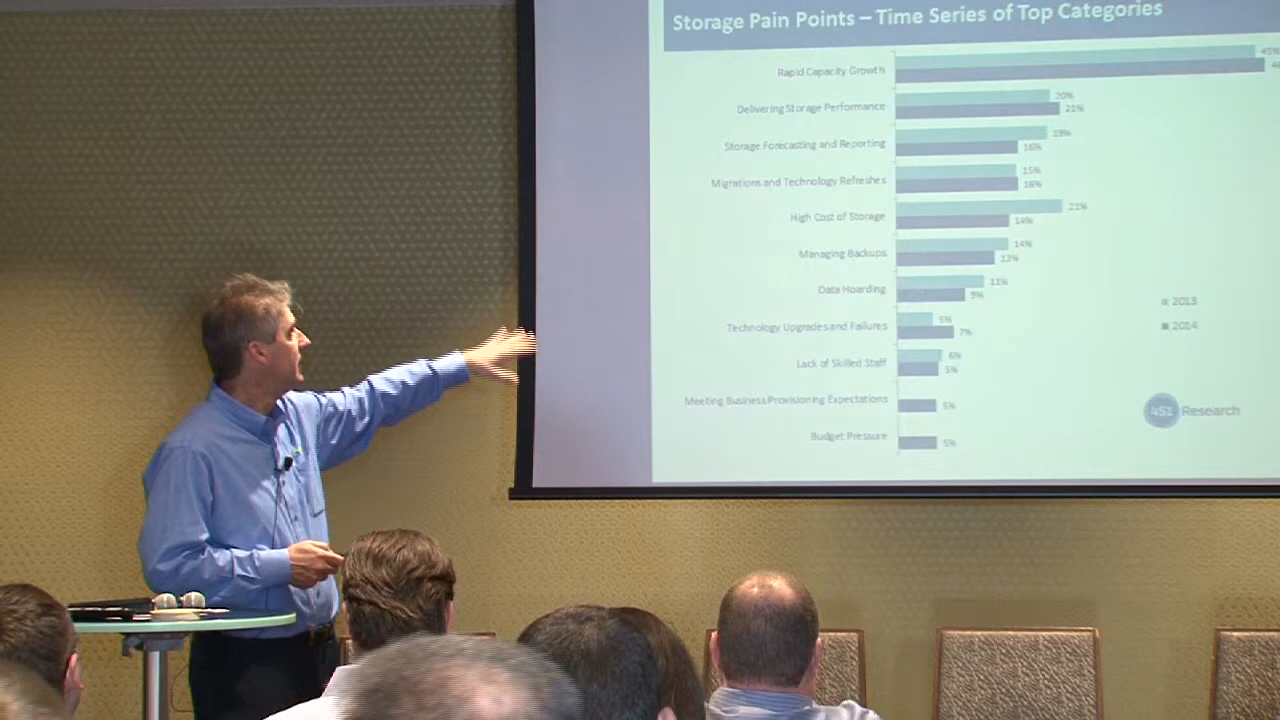 Storage Pain Points – Time Series of Top Categories
Rapid Capacity Growth
45%
Delivering Storage Performance
20%
21%
Storage Forecasting and Reporting
19%
16%
Migrations and Technology Refreshes
15%
16%
High Cost of Storage
21%
14%
Managing Backups
14%
13%
Data Hoarding
11%
9%
Technology Upgrades and Failures
5%
7%
Lack of Skilled Staff
6%
5%
Meeting Business Provisioning Expectations
5%
Budget Pressure
5%
2013
2014
451 Research